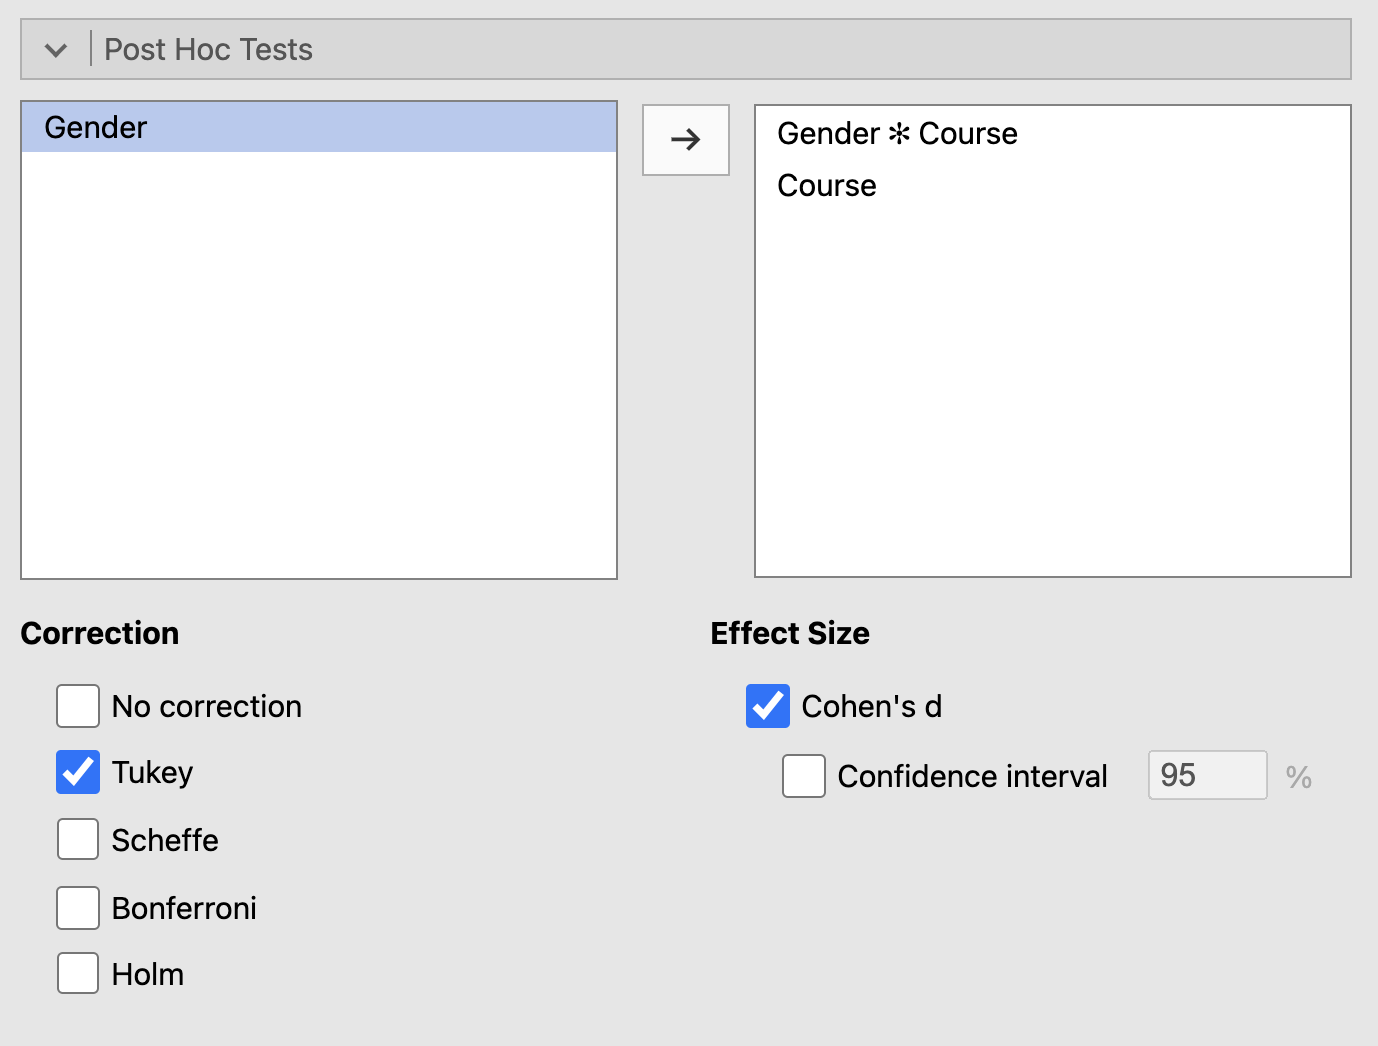 Post Hoc Tests
Gender
Gender ✻ Course
Course
Correction
No correction
Tukey
Scheffe
Bonferroni
Holm
Effect Size
Cohen's d
Confidence interval 95 %